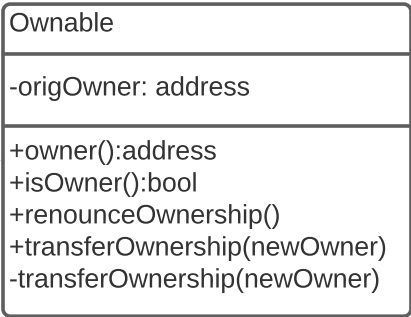 Ownable
-origOwner: address
+owner():address
+isOwner():bool
+renounceOwnership()
+transferOwnership(newOwner)
-transferOwnership(newOwner)